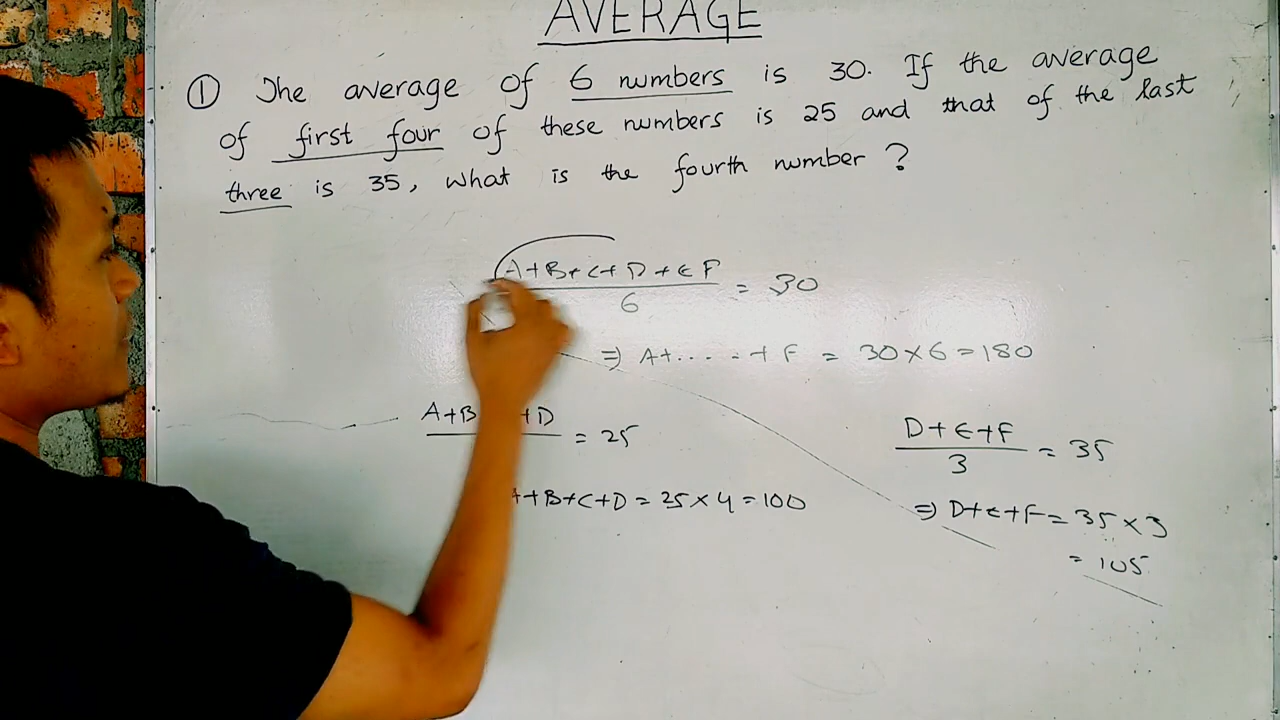 AVERAGE
① The average of 6 numbers is 30. If the average
of first four of these numbers is 25 and that of the last
three is 35, what is the fourth number ?
A+B+C+D+E F
6
= 30
⇒ A+.... + F = 30×6=180
A+B +D
= 25
A+B+C+D = 25×4=100
D+E+F
3
= 35
⇒ D+E+F= 35×3
= 105